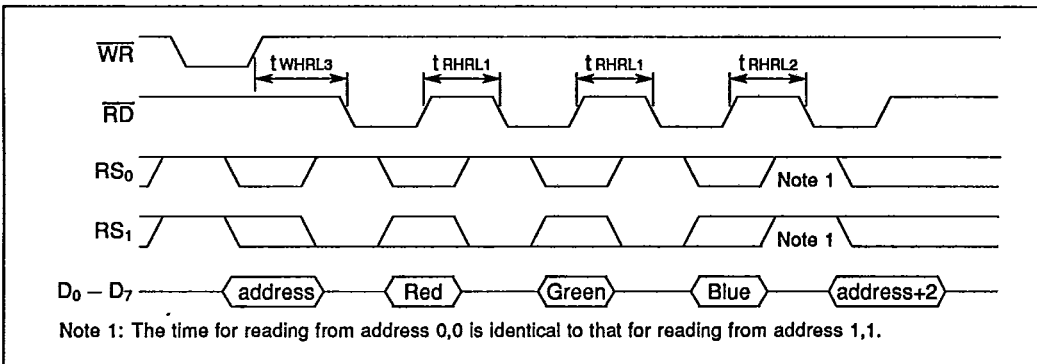 WR
tWHRL3 tRHRL1 tRHRL1 tRHRL2
RD
RS0 Note 1
RS1 Note 1
D0 – D7 address Red Green Blue address+2
Note 1: The time for reading from address 0,0 is identical to that for reading from address 1,1.